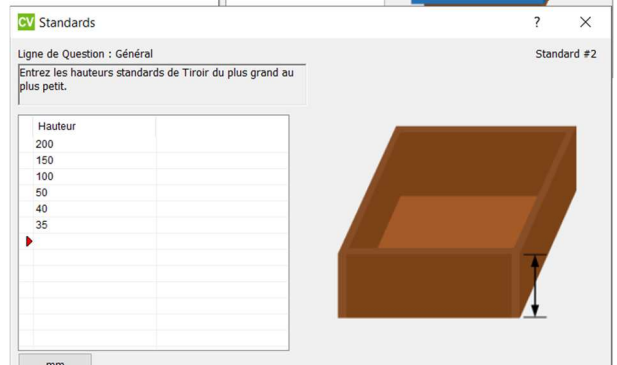 CV Standards
?
Ligne de Question : Général
Standard #2
Entrez les hauteurs standards de Tiroir du plus grand au
plus petit.
Hauteur
200
150
100
50
40
35
mm